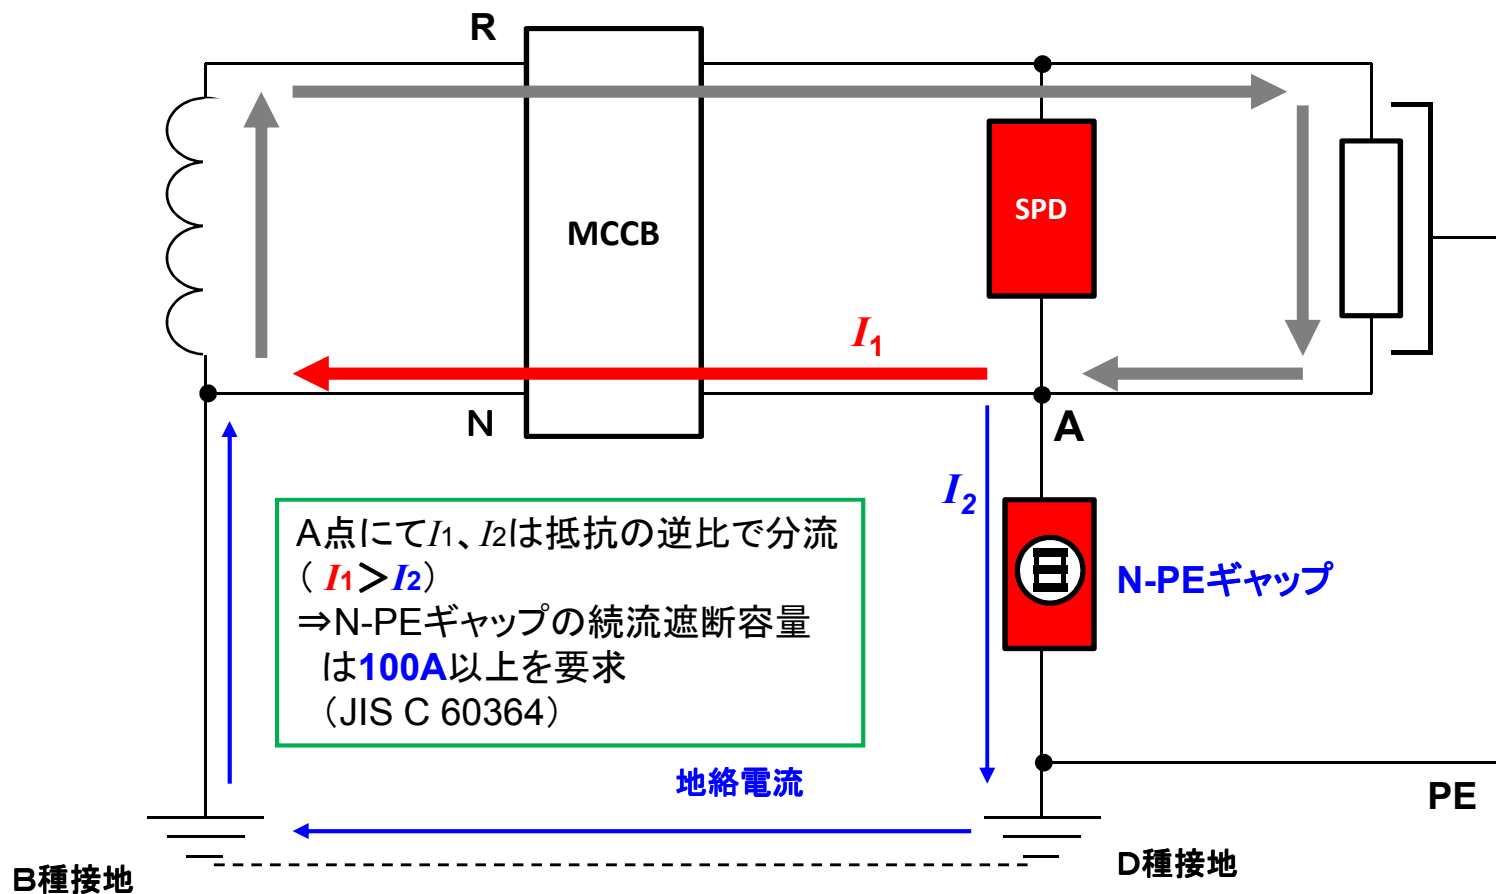 R
MCCB
SPD
I1
N
A
I2
A点にてI1、I2は抵抗の逆比で分流
（ I1＞I2）
⇒N-PEギャップの続流遮断容量
は100A以上を要求
（JIS C 60364）
N-PEギャップ
地絡電流
PE
B種接地
D種接地